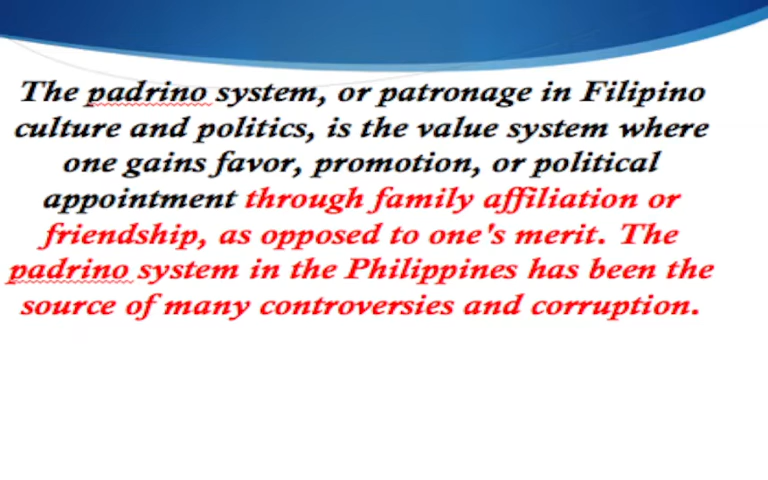 The padrino system, or patronage in Filipino
culture and politics, is the value system where
one gains favor, promotion, or political
appointment through family affiliation or
friendship, as opposed to one's merit. The
padrino system in the Philippines has been the
source of many controversies and corruption.